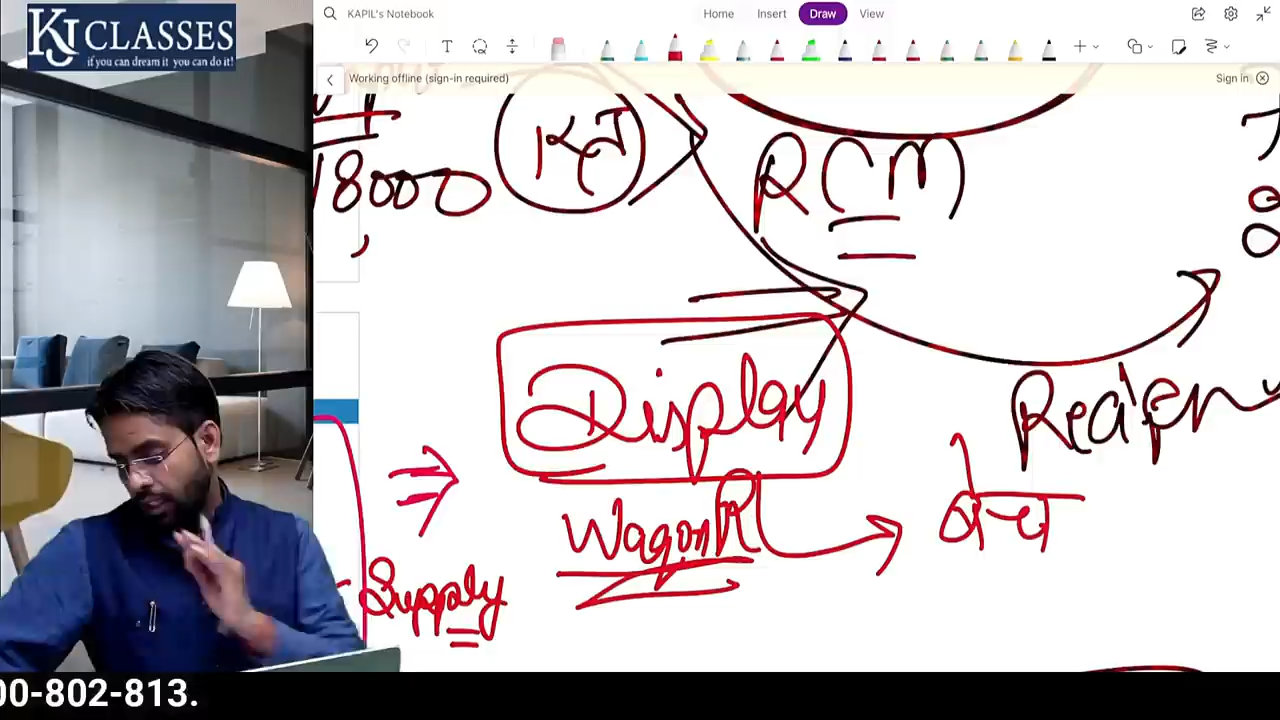 KJ CLASSES
if you can dream it you can do it!
KAPIL's Notebook
Home
Insert
Draw
View
Working offline (sign-in required)
Sign in
18000
KJ
RCM
Display
WagonR
Supply
00-802-813.